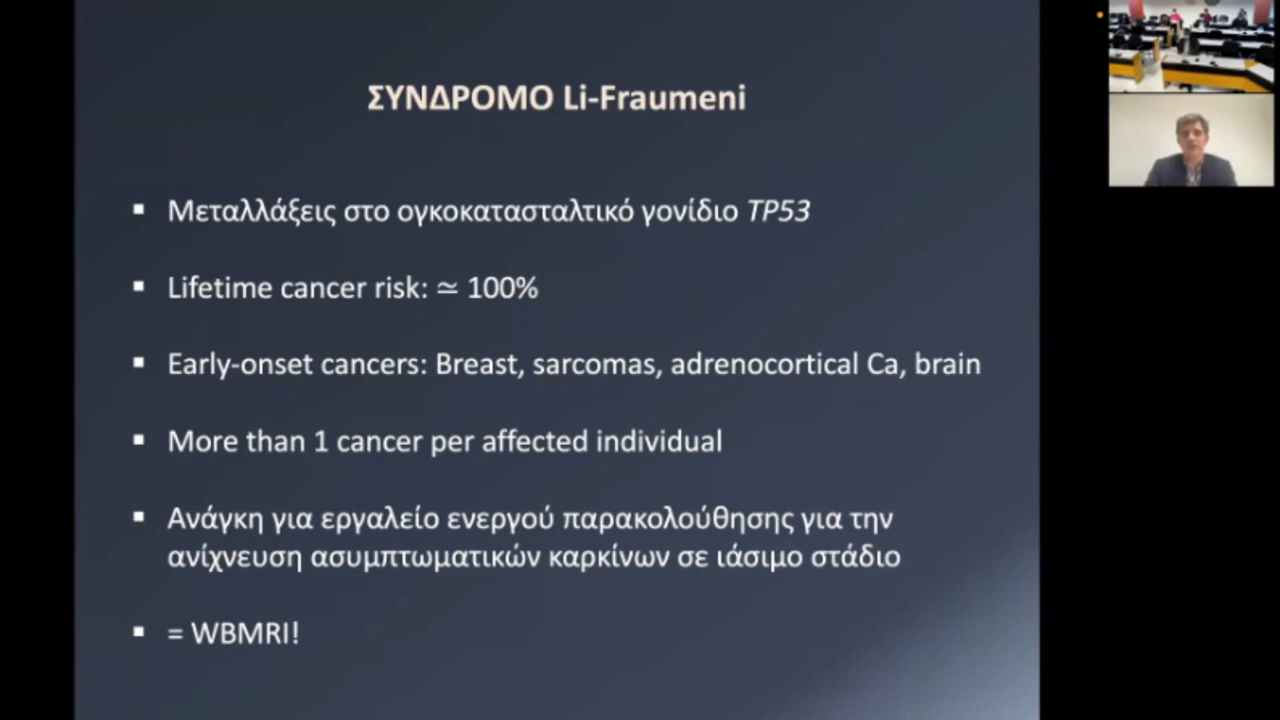 ΣΥΝΔΡΟΜΟ Li-Fraumeni
▪ Μεταλλάξεις στο ογκοκατασταλτικό γονίδιο TP53
▪ Lifetime cancer risk: ≃ 100%
▪ Early-onset cancers: Breast, sarcomas, adrenocortical Ca, brain
▪ More than 1 cancer per affected individual
▪ Ανάγκη για εργαλείο ενεργού παρακολούθησης για την
ανίχνευση ασυμπτωματικών καρκίνων σε ιάσιμο στάδιο
▪ = WBMRI!